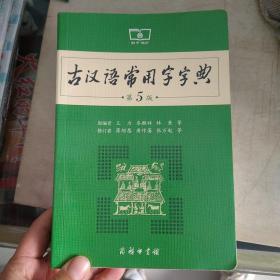 古汉语常用字字典
第5版
原编者 王力 岑麒祥 林焘 等
修订者 蒋绍愚 唐作藩 张万起 等
商务印书馆